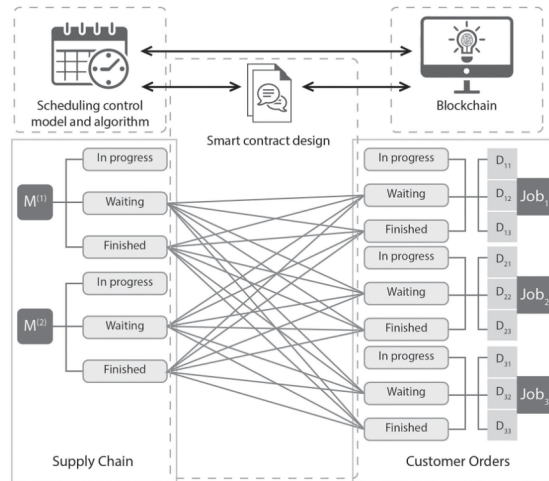 Scheduling control
model and algorithm
Smart contract design
Blockchain
M(1)
In progress
Waiting
Finished
M(2)
In progress
Waiting
Finished
Supply Chain
In progress
Waiting
Finished
D11
D12
D13
Job1
In progress
Waiting
Finished
D21
D22
D23
Job2
In progress
Waiting
Finished
D31
D32
D33
Job3
Customer Orders